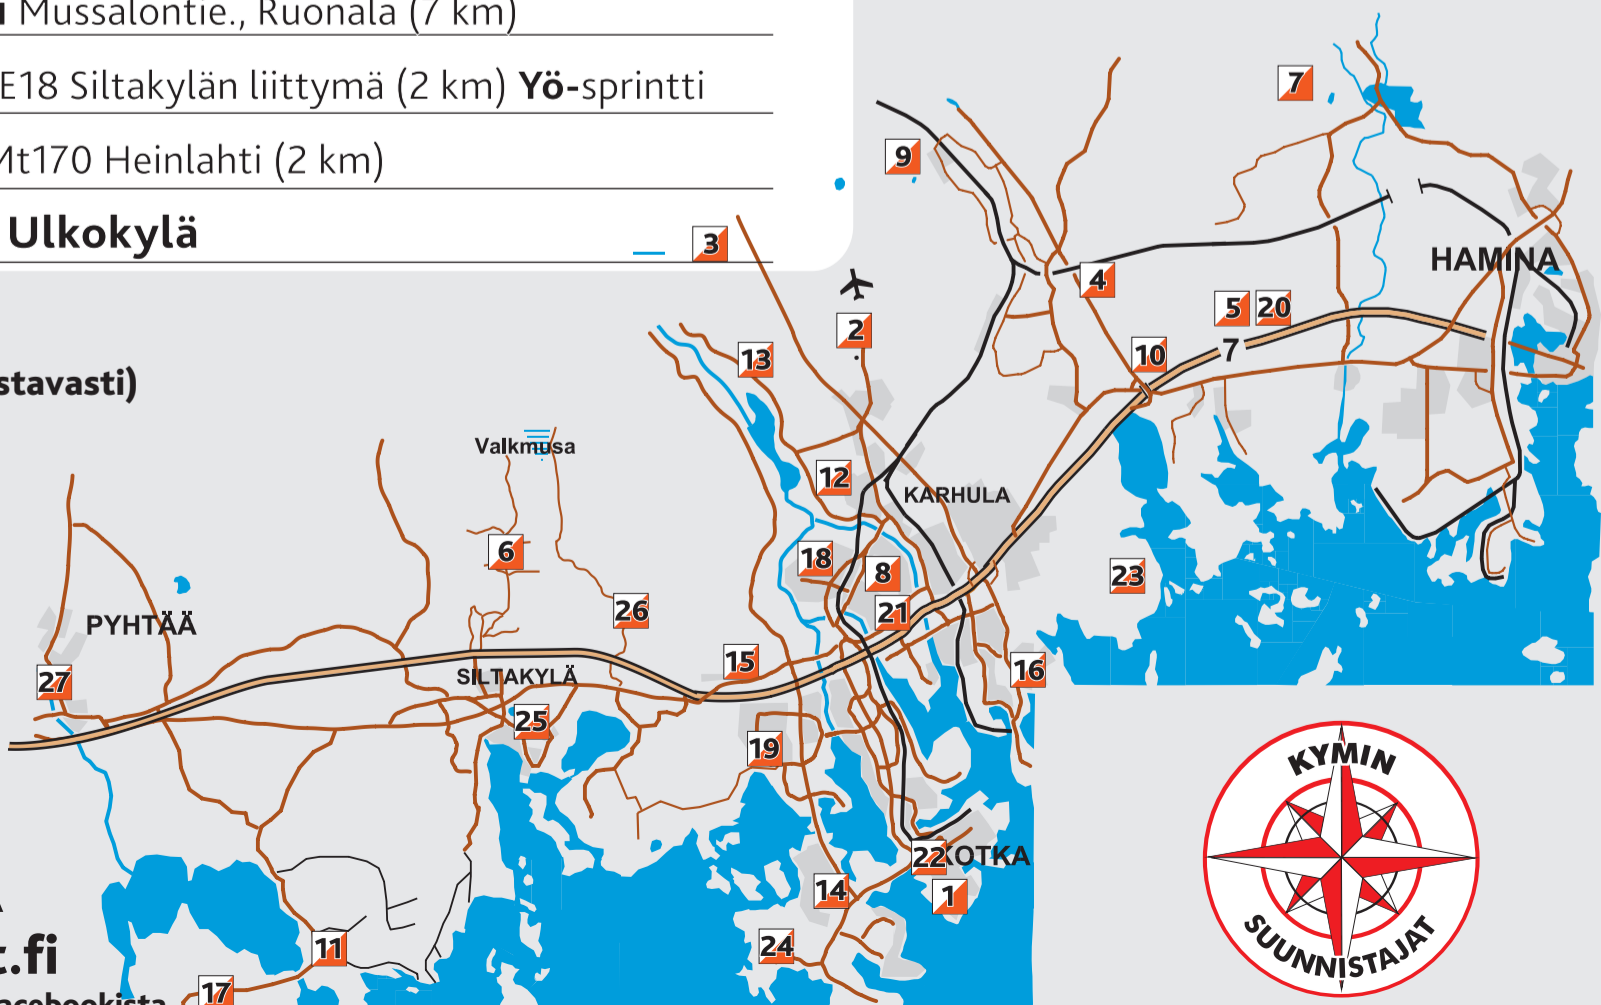 Mussalontie., Ruonala (7 km)
E18 Siltakylän liittymä (2 km) Yö-sprintti
Mt170 Heinlahti (2 km)
Ulkokylä
stavasti)
t.fi
acebookista
7
9
3
4
HAMINA
5 20
2
13
10
7
Valkmusa
12
KARHULA
6
18
8
23
26
21
PYHTÄÄ
15
16
27
SILTAKYLÄ
25
19
22 KOTKA
14
1
24
11
17
KYMIN
SUUNNISTAJAT